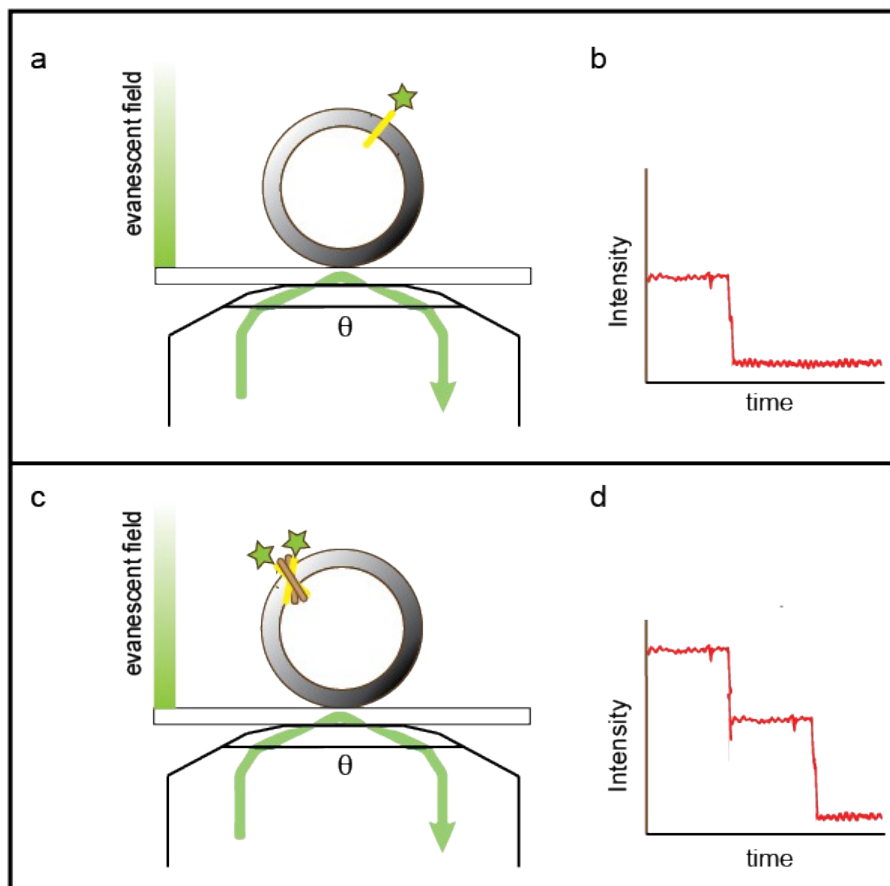 a
b
evanescent field
Intensity
θ
time
c
d
evanescent field
Intensity
θ
time